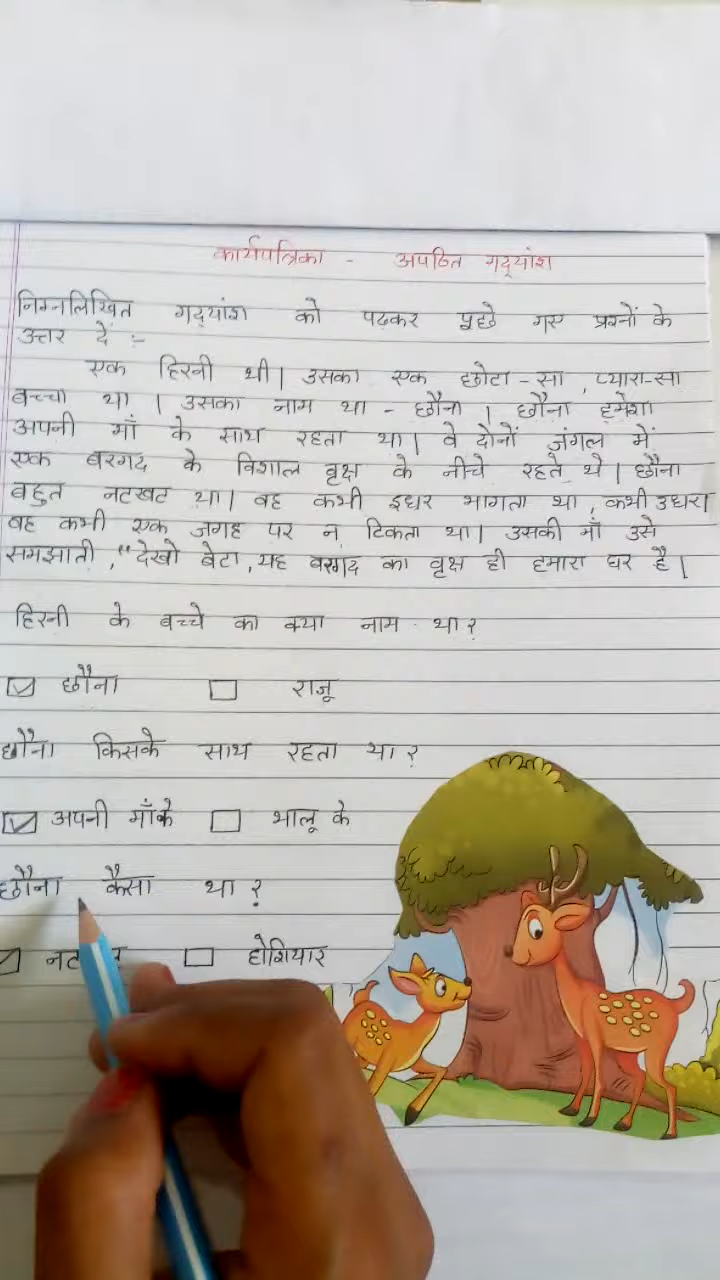 कार्यपत्रिका - अपठित गद्यांश
निम्नलिखित गद्यांश को पढ़कर पूछे गए प्रश्नों के
उत्तर दें :-
एक हिरनी थी। उसका एक छोटा-सा, प्यारा-सा
बच्चा था। उसका नाम था - छौना। छौना हमेशा
अपनी माँ के साथ रहता था। वे दोनों जंगल में
एक बरगद के विशाल वृक्ष के नीचे रहते थे। छौना
बहुत नटखट था। वह कभी इधर भागता था, कभी उधर।
वह कभी एक जगह पर न टिकता था। उसकी माँ उसे
समझाती, "देखो बेटा, यह बरगद का वृक्ष ही हमारा घर है।
हिरनी के बच्चे का क्या नाम था?
छौना राजू
छौना किसके साथ रहता था?
अपनी माँके भालू के
छौना कैसा था?
होशियार